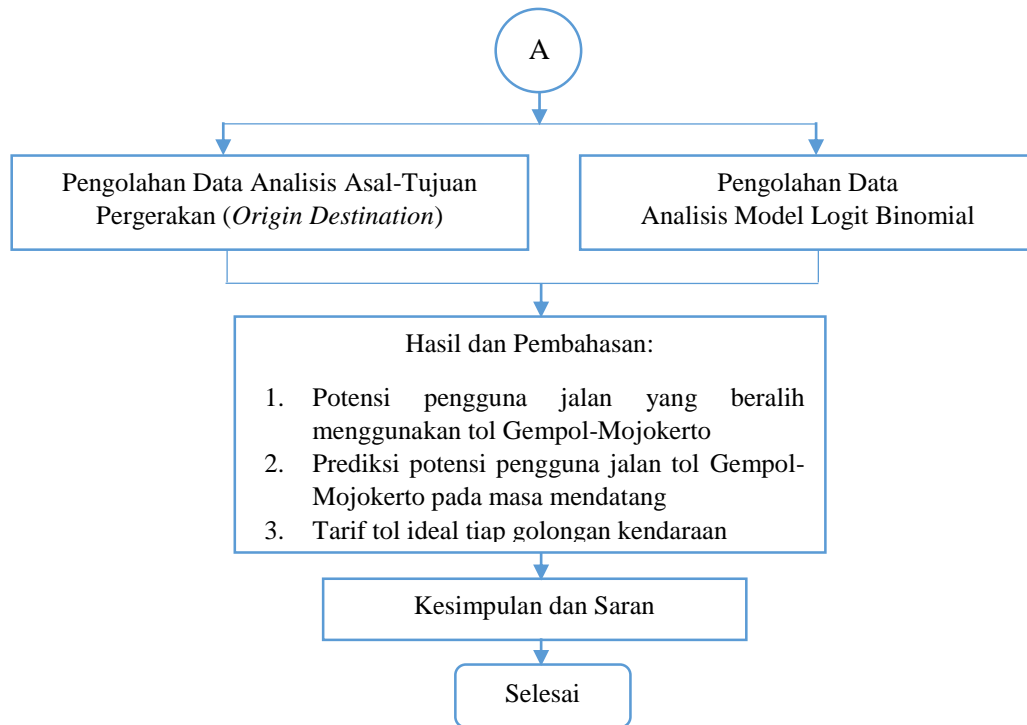 A
Pengolahan Data Analisis Asal-Tujuan
Pergerakan (Origin Destination)
Pengolahan Data
Analisis Model Logit Binomial
Hasil dan Pembahasan:
1. Potensi pengguna jalan yang beralih
menggunakan tol Gempol-Mojokerto
2. Prediksi potensi pengguna jalan tol Gempol-
Mojokerto pada masa mendatang
3. Tarif tol ideal tiap golongan kendaraan
Kesimpulan dan Saran
Selesai